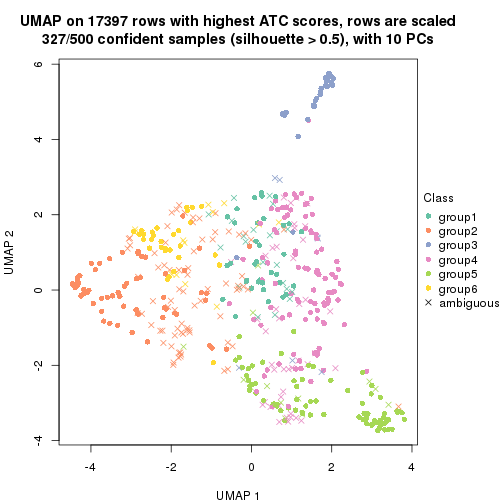 UMAP on 17397 rows with highest ATC scores, rows are scaled
327/500 confident samples (silhouette > 0.5), with 10 PCs
6
4
2
0
-2
-4
UMAP 2
-4
-2
0
2
4
UMAP 1
Class
group1
group2
group3
group4
group5
group6
ambiguous